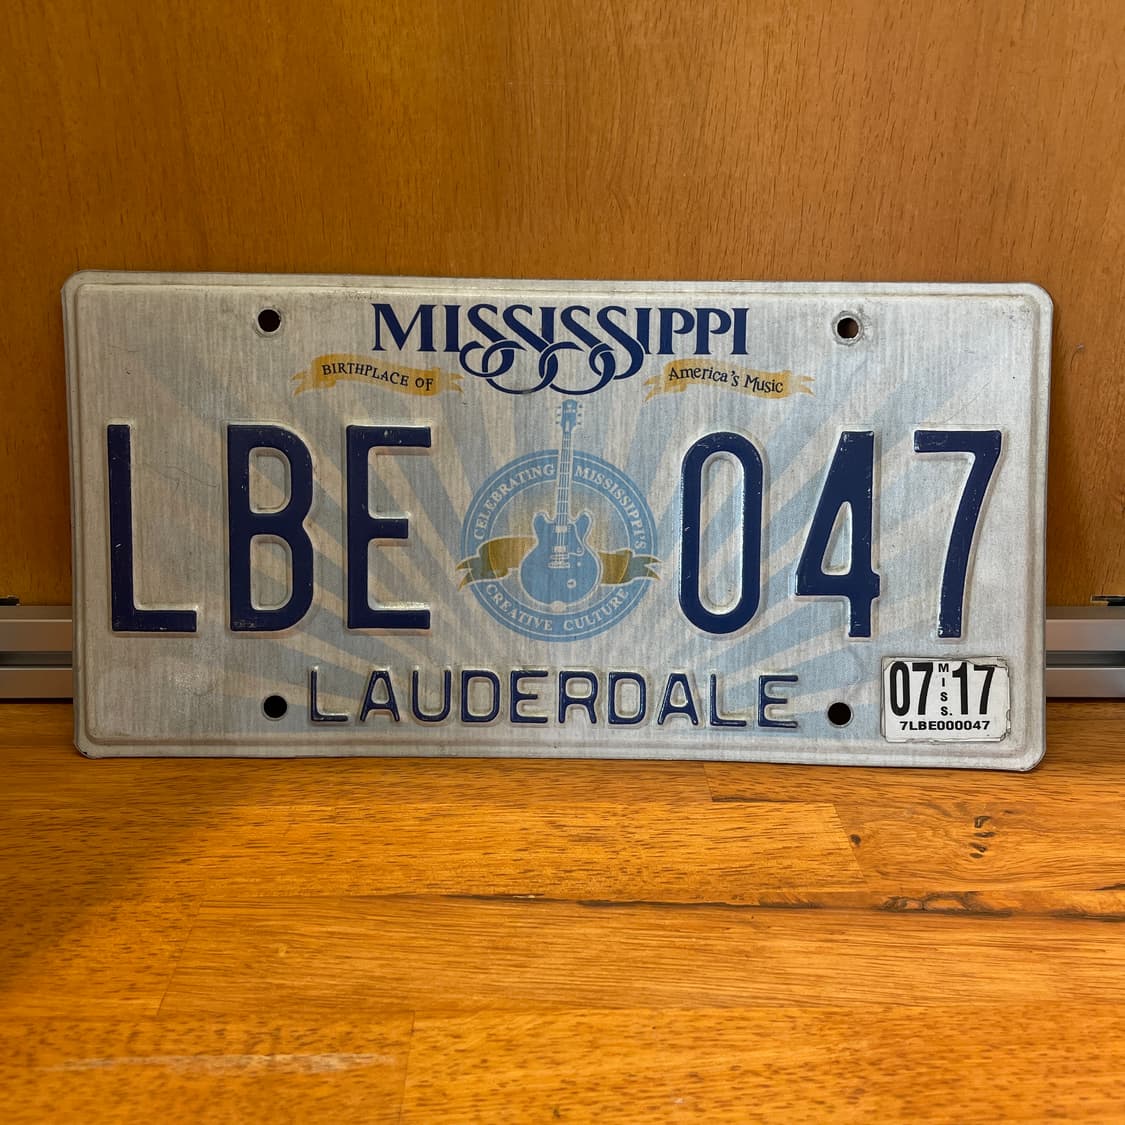 MISSISSIPPI
BIRTHPLACE OF America's Music
LBE 047
CELEBRATING MISSISSIPPI'S
CREATIVE CULTURE
LAUDERDALE
07 MISS. 17
7LBE000047